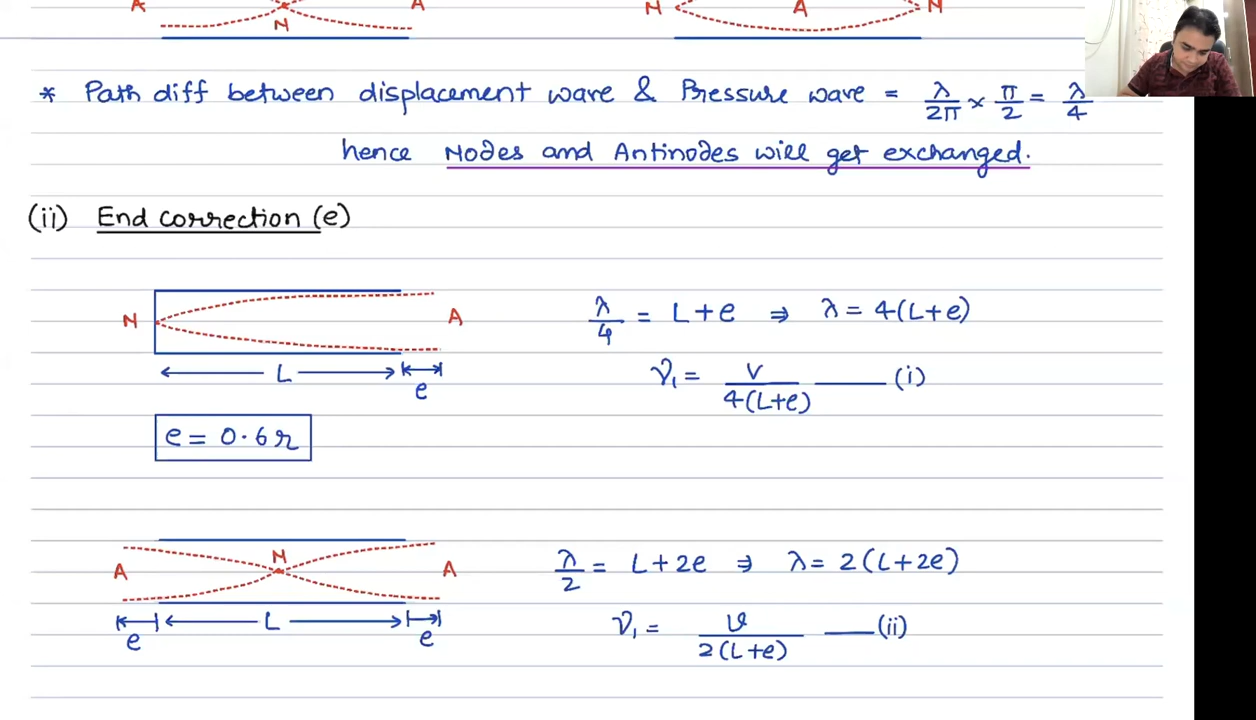 A N A N A N
* Path diff between displacement wave & Pressure wave = λ/2π × π/2 = λ/4
hence Nodes and Antinodes will get exchanged.
(ii) End correction (e)
N A λ/4 = L+e ⇒ λ = 4(L+e)
L e ν₁ = v/4(L+e) —— (i)
e = 0.6r
A N A λ/2 = L+2e ⇒ λ = 2(L+2e)
e L e ν₁ = v/2(L+e) —— (ii)